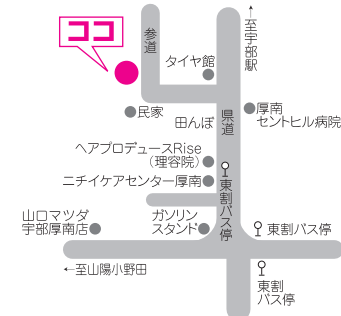 ↑至宇部駅
ココ
参道
タイヤ館
民家
田んぼ
県道
厚南
セントヒル病院
ヘアプロデュースRise
(理容院)
ニチイケアセンター厚南
東割バス停
山口マツダ
宇部厚南店
ガソリン
スタンド
東割バス停
←至山陽小野田
東割
バス停